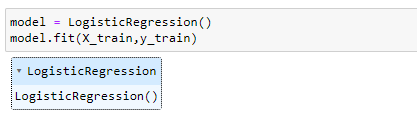 model = LogisticRegression()
model.fit(X_train,y_train)
▾ LogisticRegression
LogisticRegression()